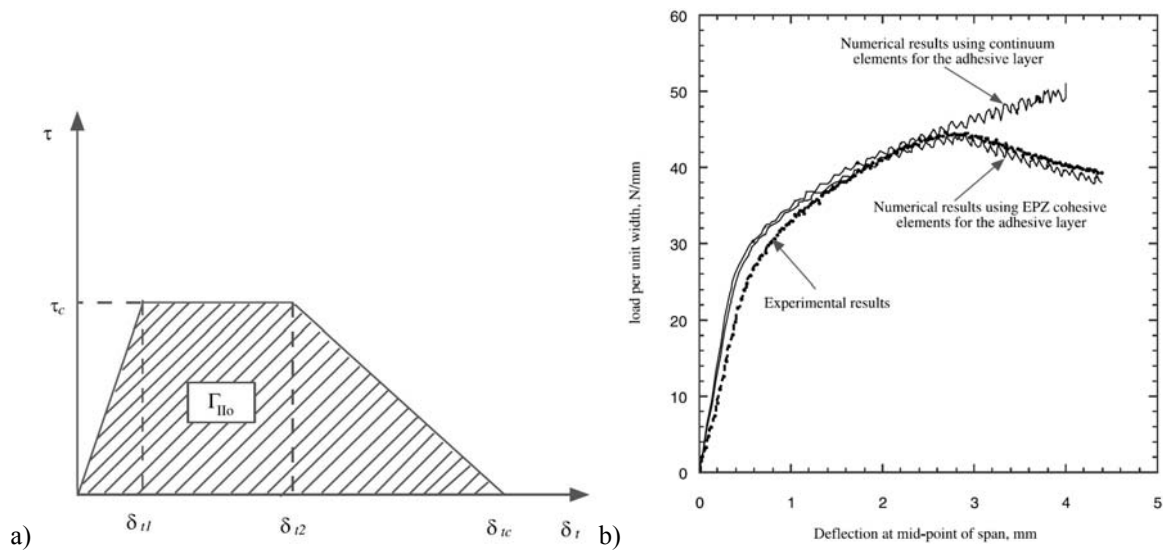 τ
τc
ΓIIo
δt1
δt2
δtc
δt
a)
60
50
40
30
20
10
0
load per unit width, N/mm
Numerical results using continuum
elements for the adhesive layer
Numerical results using EPZ cohesive
elements for the adhesive layer
Experimental results
0
1
2
3
4
5
Deflection at mid-point of span, mm
b)